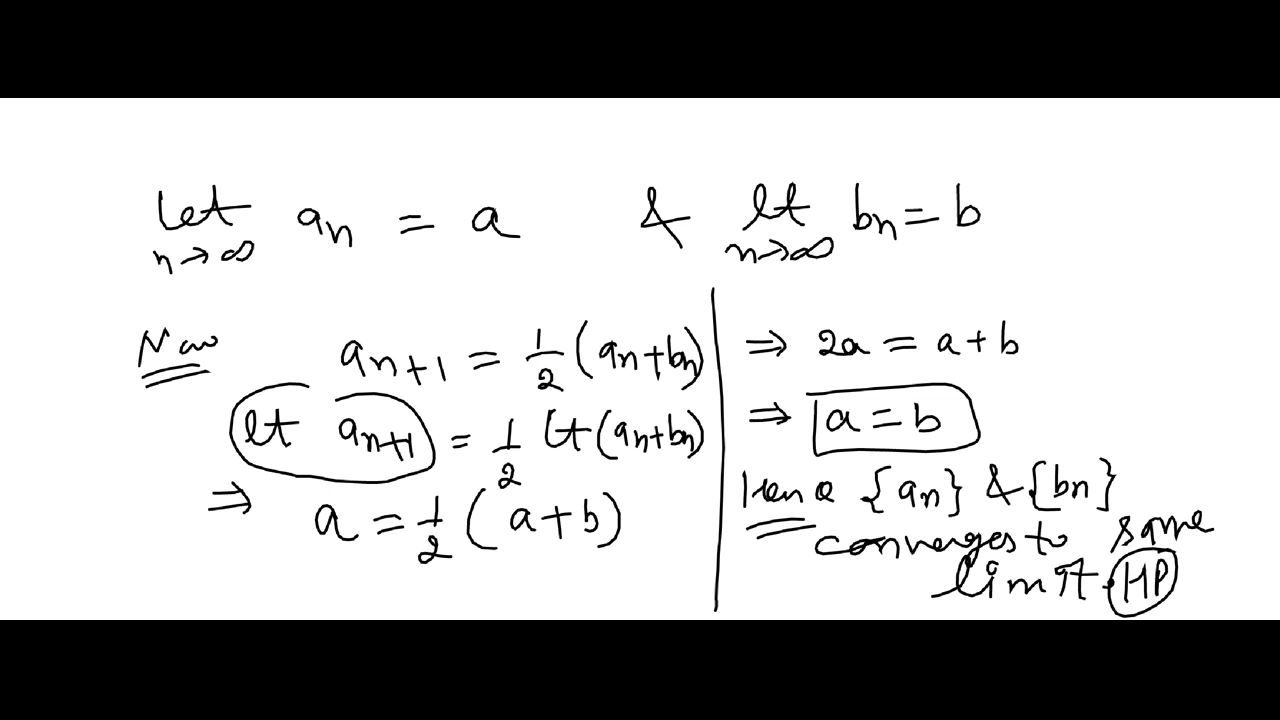 let aₙ = a & lt bₙ = b
n→∞ n→∞
Now aₙ₊₁ = 1/2 (aₙ+bₙ)
lt aₙ₊₁ = 1/2 lt (aₙ+bₙ)
⇒ a = 1/2 (a+b)
⇒ 2a = a+b
⇒ a = b
Hence {aₙ} & {bₙ}
converges to same
limit. HP